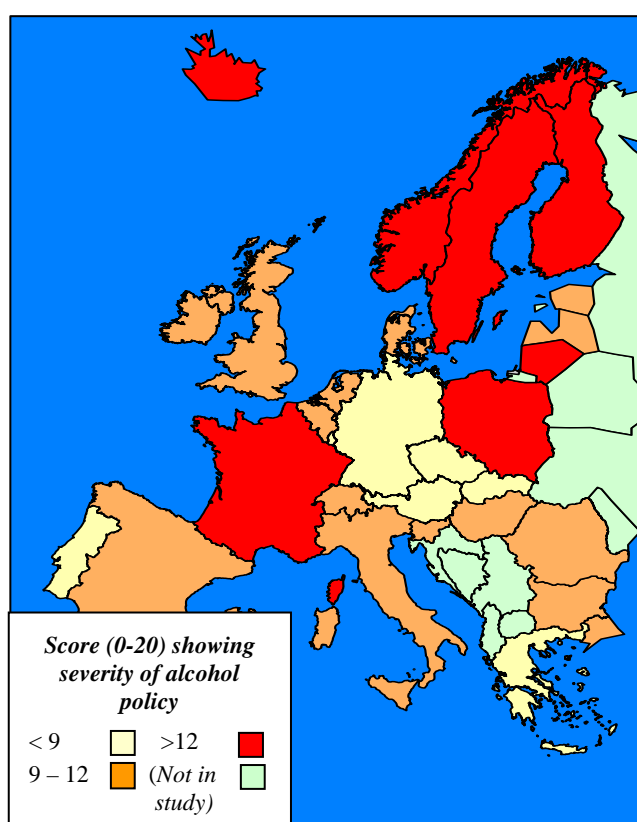 Score (0-20) showing
severity of alcohol
policy
< 9 >12
9 – 12 (Not in
study)